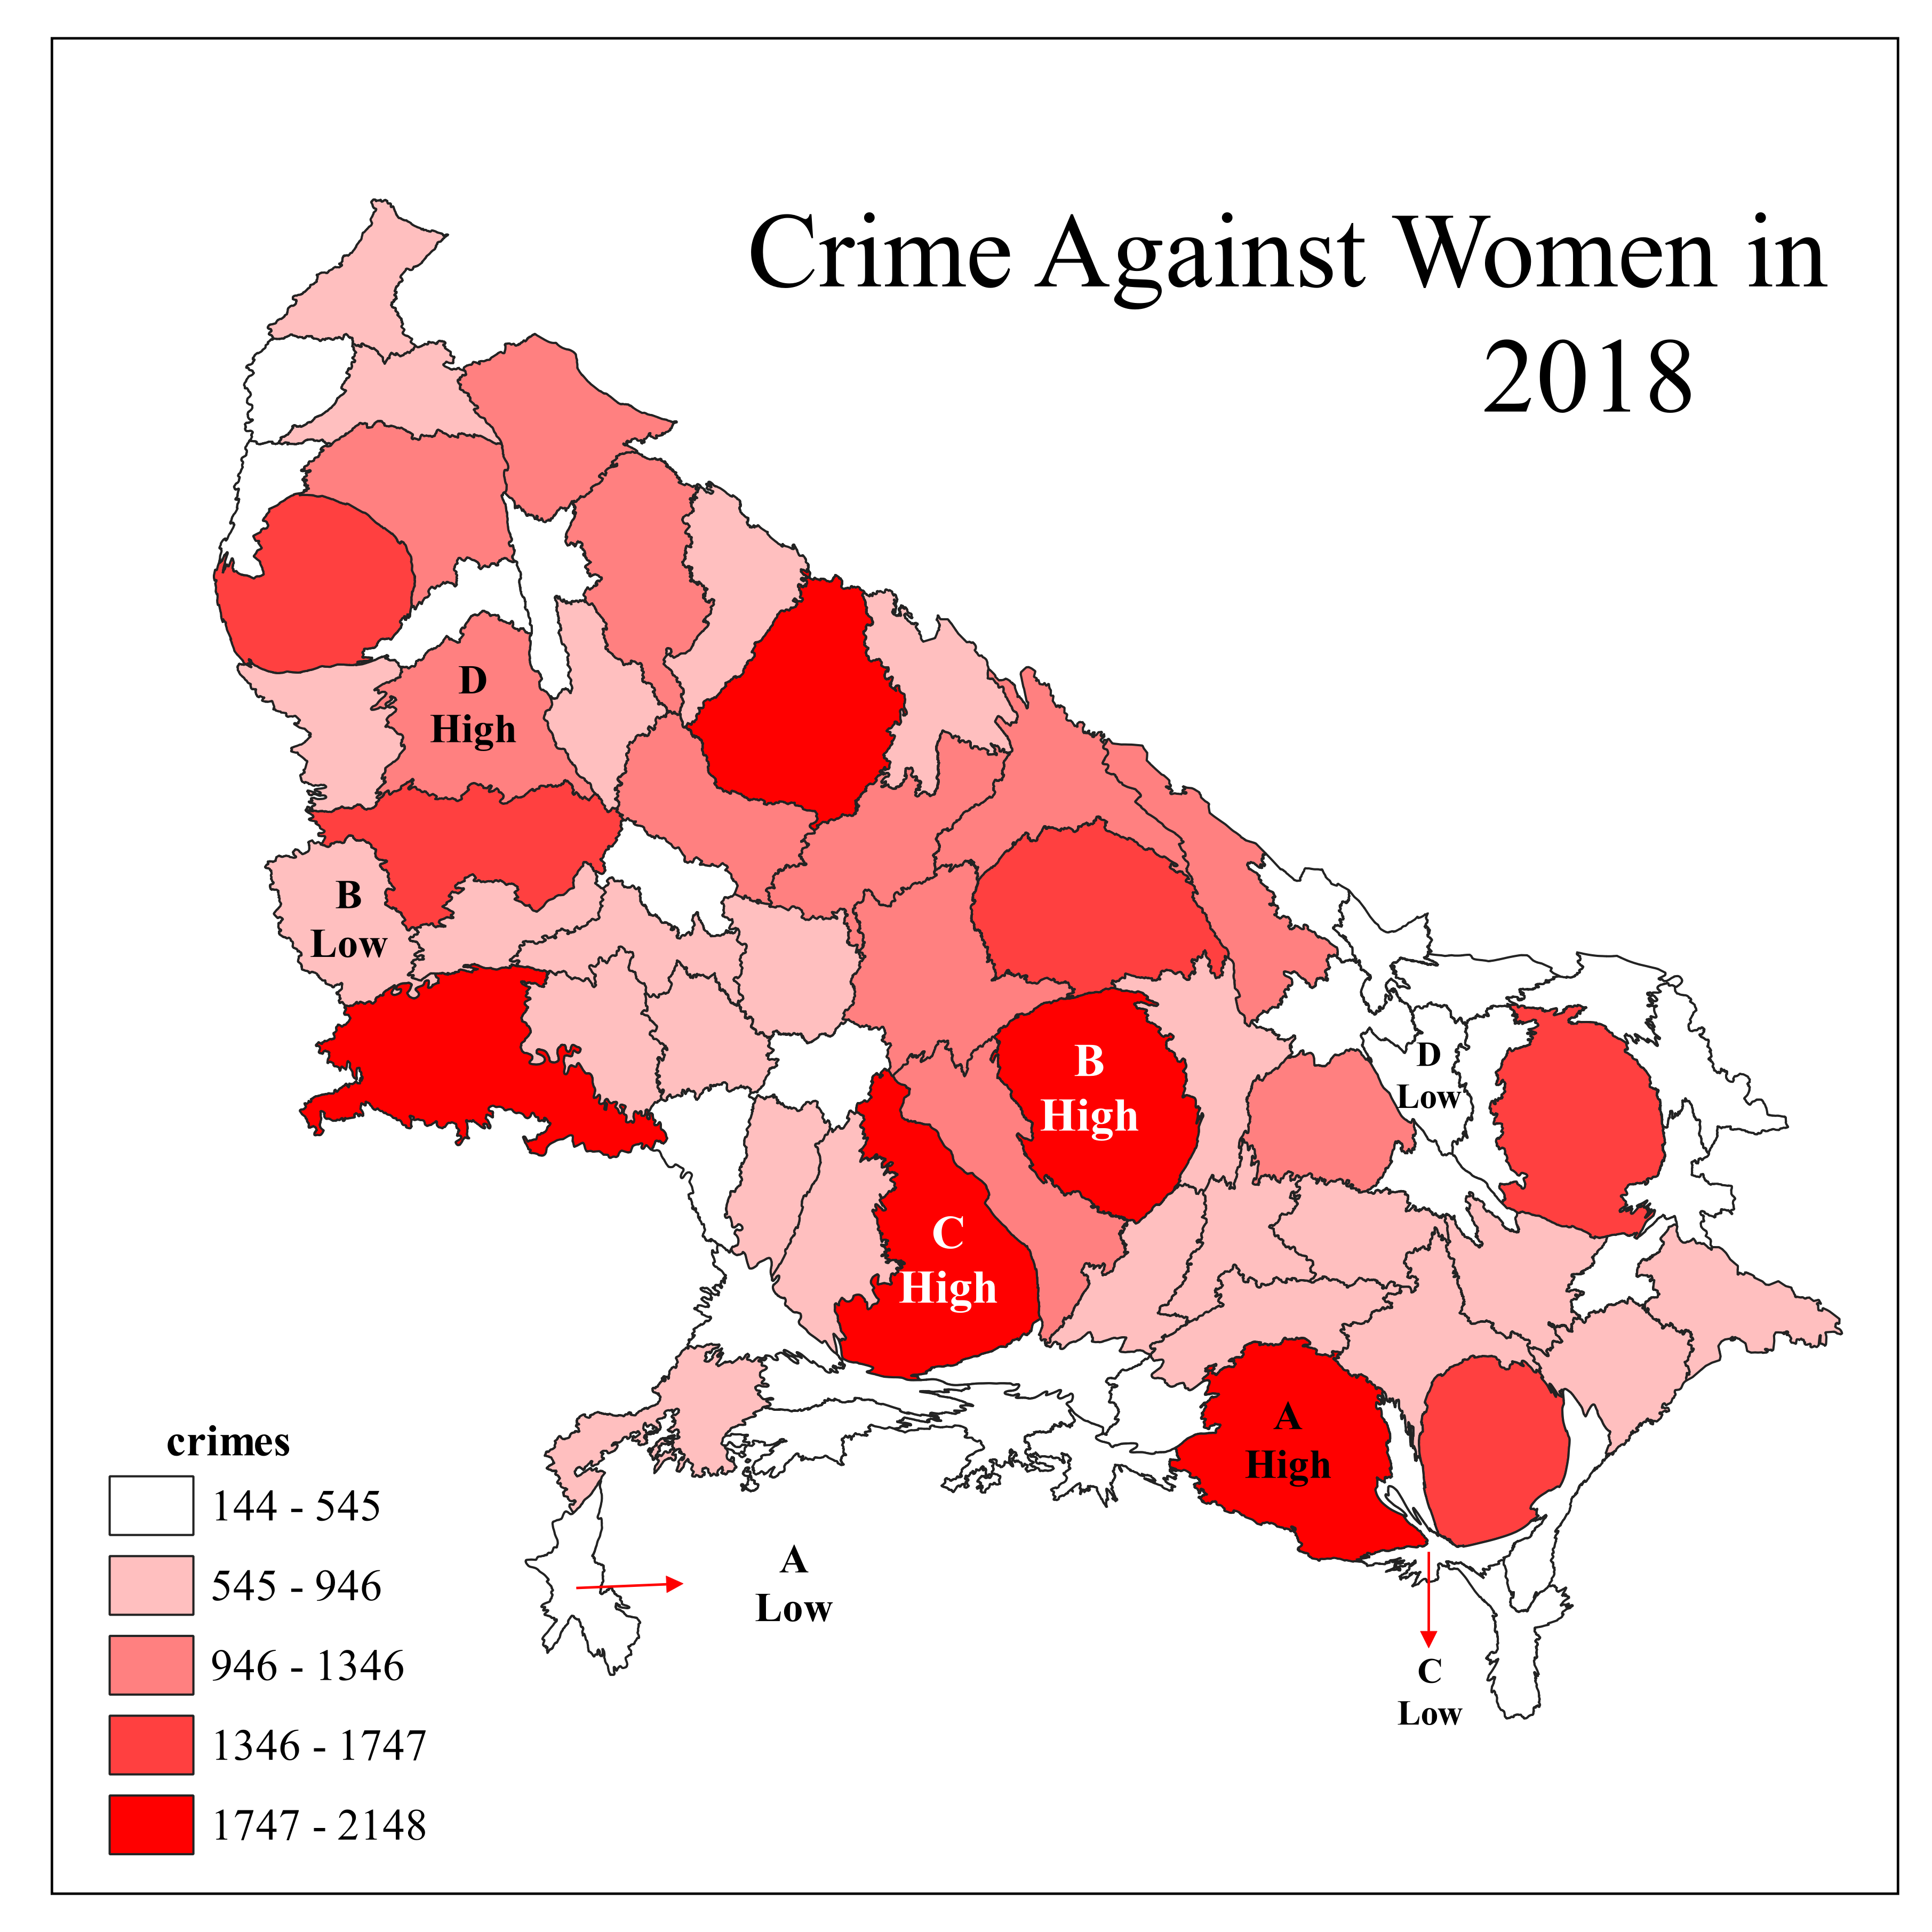 Crime Against Women in
2018
D
High
B
Low
B
High
D
Low
C
High
A
High
A
Low
C
Low
crimes
144 - 545
545 - 946
946 - 1346
1346 - 1747
1747 - 2148